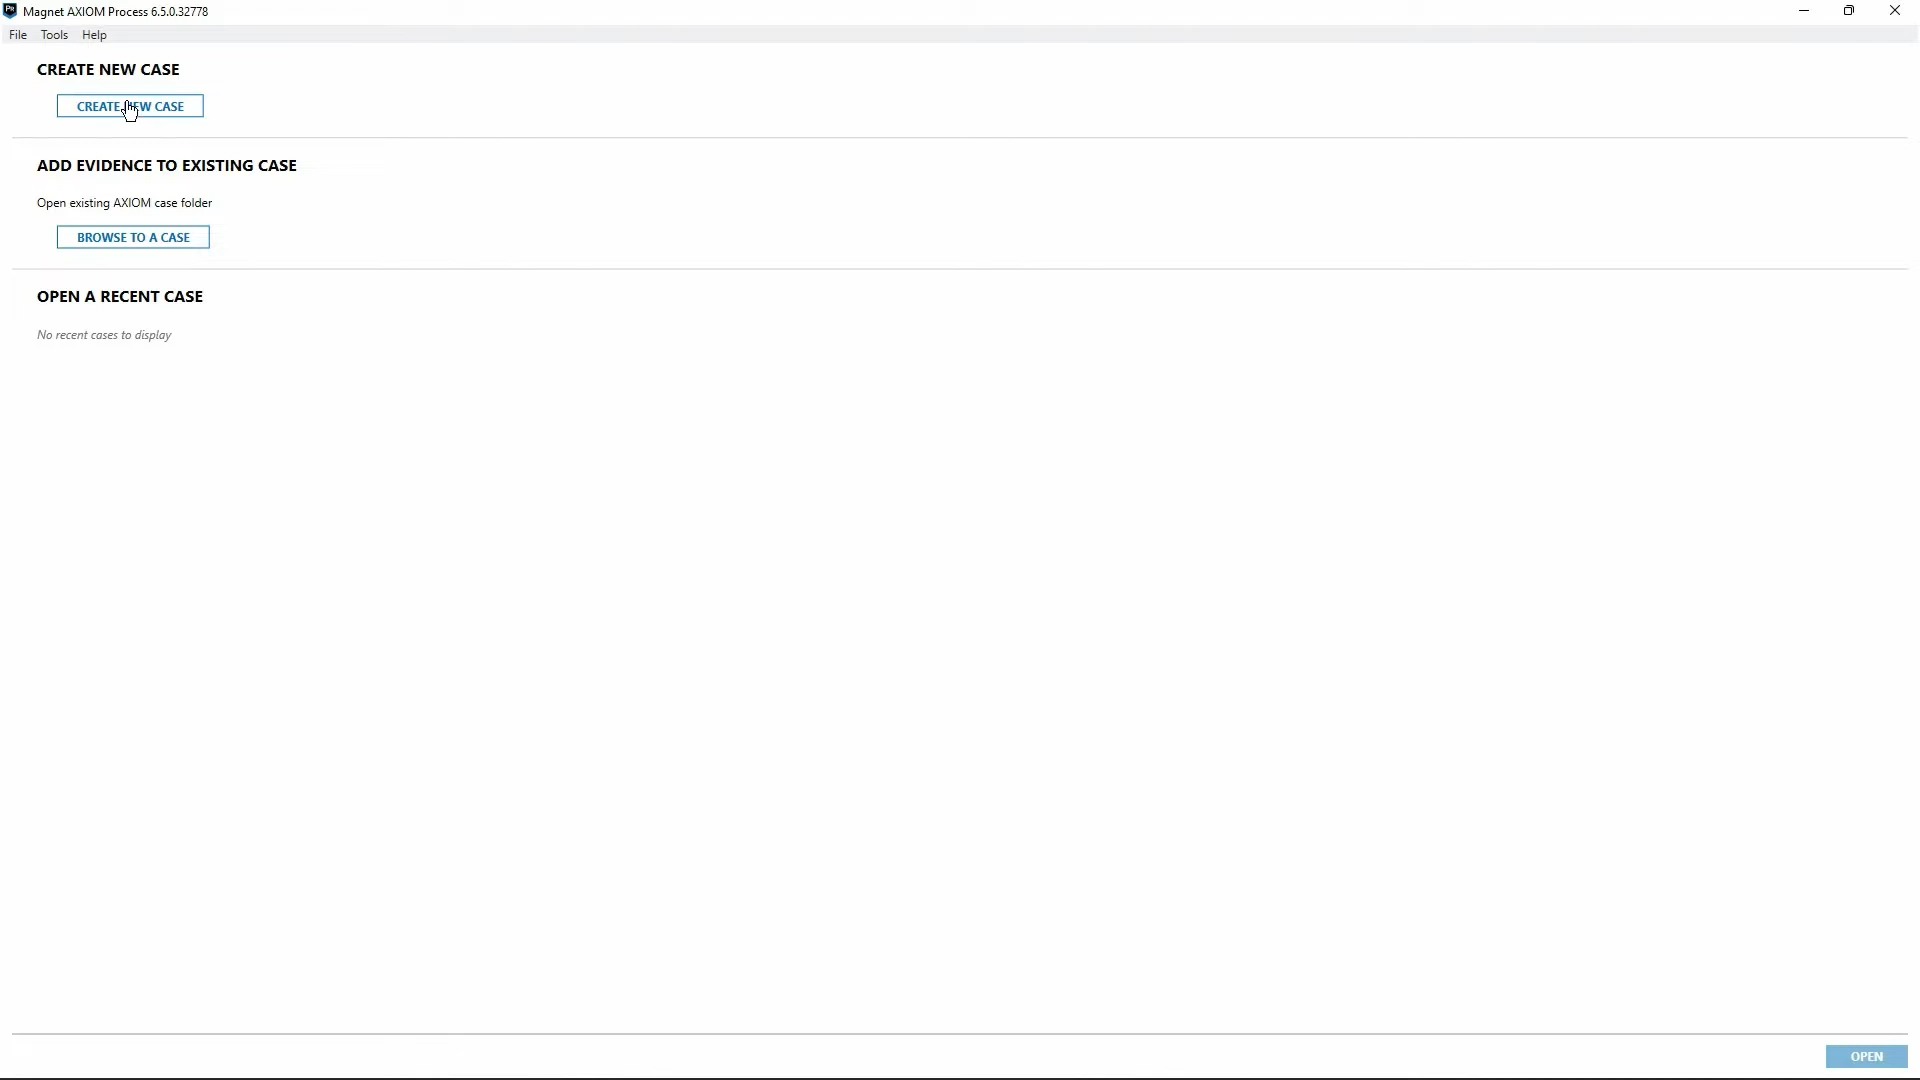 Magnet AXIOM Process 6.5.0.32778
File Tools Help
CREATE NEW CASE
CREATE NEW CASE
ADD EVIDENCE TO EXISTING CASE
Open existing AXIOM case folder
BROWSE TO A CASE
OPEN A RECENT CASE
No recent cases to display
OPEN